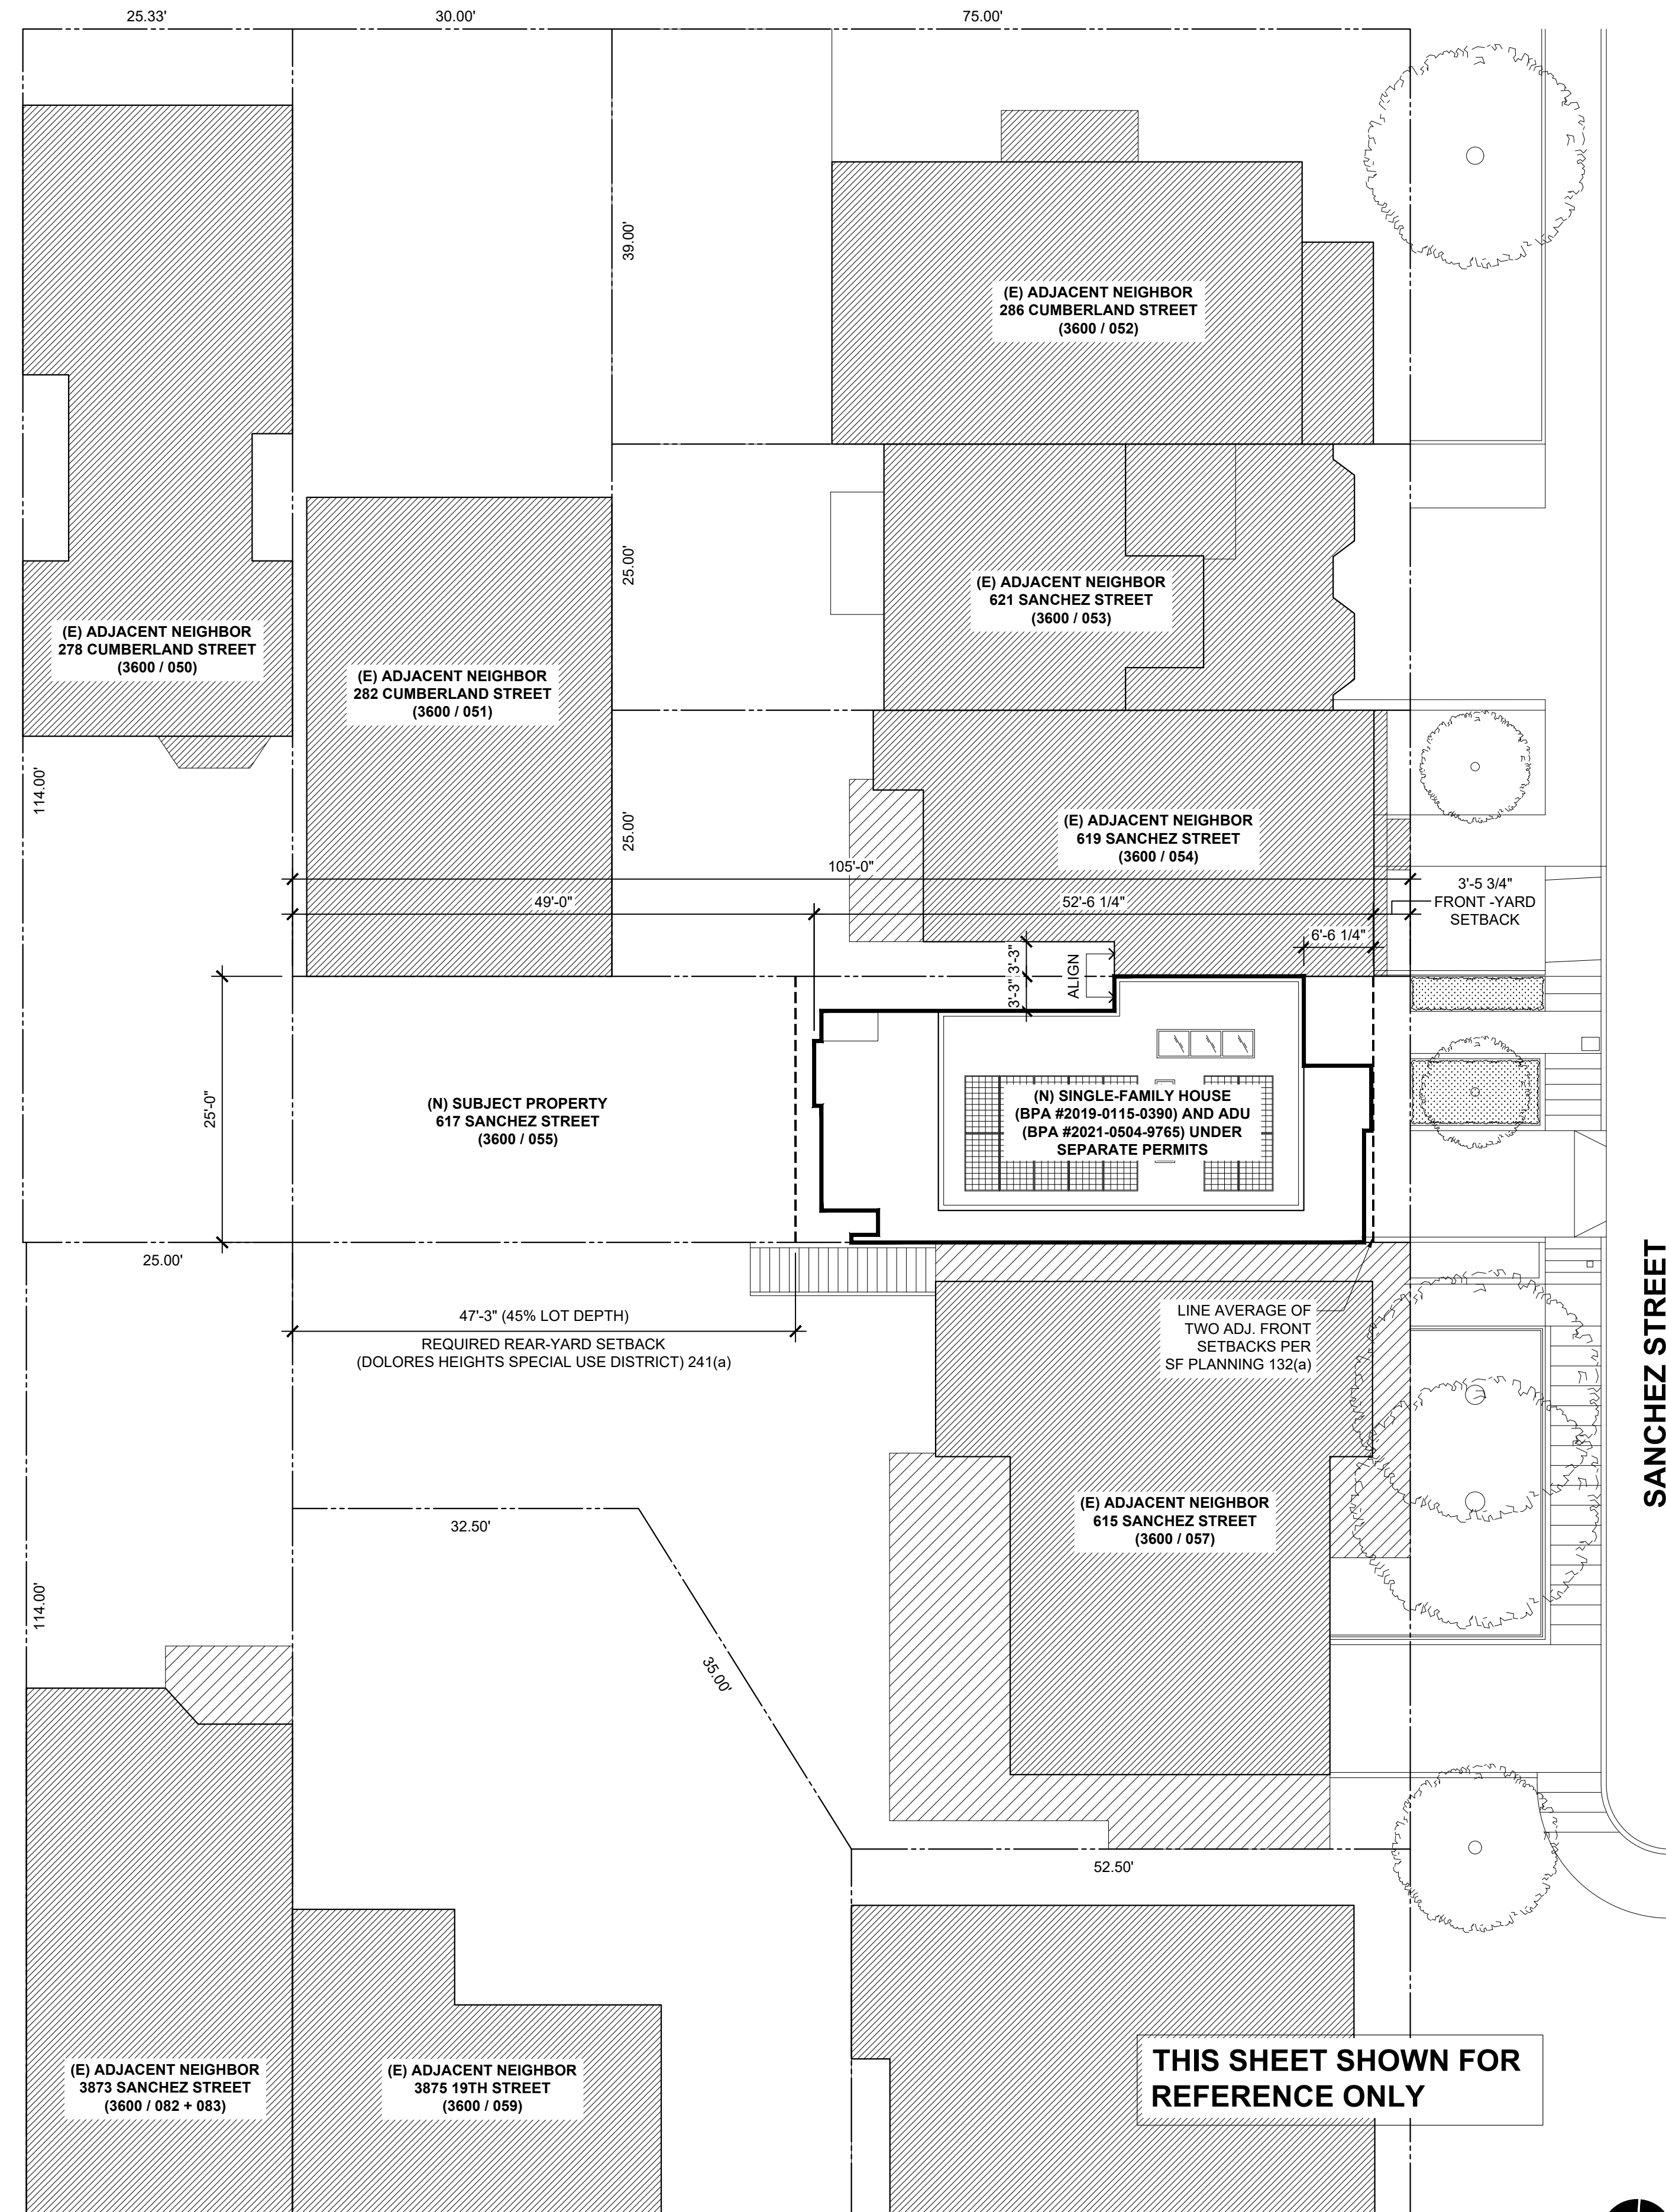 25.33'
30.00'
75.00'
39.00'
(E) ADJACENT NEIGHBOR
286 CUMBERLAND STREET
(3600 / 052)
25.00'
(E) ADJACENT NEIGHBOR
621 SANCHEZ STREET
(3600 / 053)
(E) ADJACENT NEIGHBOR
278 CUMBERLAND STREET
(3600 / 050)
(E) ADJACENT NEIGHBOR
282 CUMBERLAND STREET
(3600 / 051)
114.00'
25.00'
(E) ADJACENT NEIGHBOR
619 SANCHEZ STREET
(3600 / 054)
105'-0"
49'-0"
52'-6 1/4"
3'-5 3/4"
FRONT -YARD
SETBACK
6'-6 1/4"
3'-3"
3'-3"
ALIGN
25'-0"
(N) SUBJECT PROPERTY
617 SANCHEZ STREET
(3600 / 055)
(N) SINGLE-FAMILY HOUSE
(BPA #2019-0115-0390) AND ADU
(BPA #2021-0504-9765) UNDER
SEPARATE PERMITS
25.00'
47'-3" (45% LOT DEPTH)
REQUIRED REAR-YARD SETBACK
(DOLORES HEIGHTS SPECIAL USE DISTRICT) 241(a)
LINE AVERAGE OF
TWO ADJ. FRONT
SETBACKS PER
SF PLANNING 132(a)
SANCHEZ STREET
32.50'
(E) ADJACENT NEIGHBOR
615 SANCHEZ STREET
(3600 / 057)
114.00'
35.00'
52.50'
(E) ADJACENT NEIGHBOR
3873 SANCHEZ STREET
(3600 / 082 + 083)
(E) ADJACENT NEIGHBOR
3875 19TH STREET
(3600 / 059)
THIS SHEET SHOWN FOR
REFERENCE ONLY